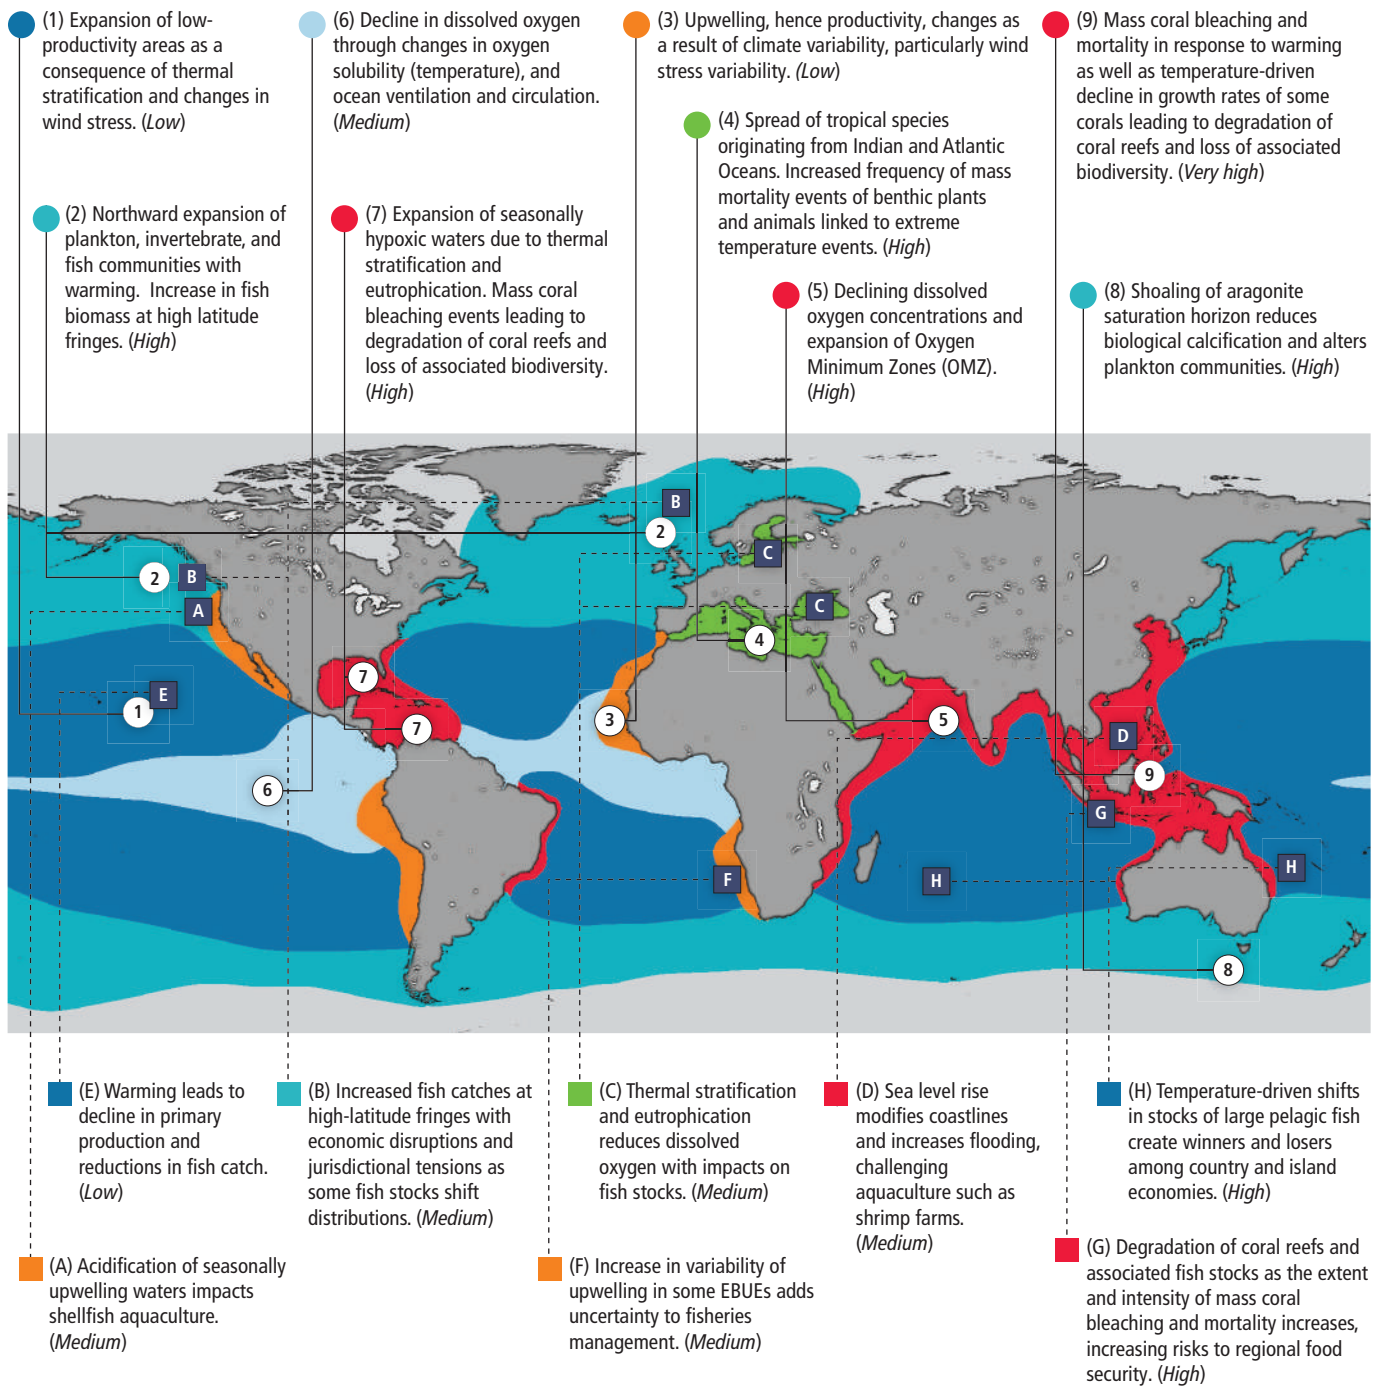 (1) Expansion of low-
productivity areas as a
consequence of thermal
stratification and changes in
wind stress. (Low)
(6) Decline in dissolved oxygen
through changes in oxygen
solubility (temperature), and
ocean ventilation and circulation.
(Medium)
(3) Upwelling, hence productivity, changes as
a result of climate variability, particularly wind
stress variability. (Low)
(9) Mass coral bleaching and
mortality in response to warming
as well as temperature-driven
decline in growth rates of some
corals leading to degradation of
coral reefs and loss of associated
biodiversity. (Very high)
(4) Spread of tropical species
originating from Indian and Atlantic
Oceans. Increased frequency of mass
mortality events of benthic plants
and animals linked to extreme
temperature events. (High)
(2) Northward expansion of
plankton, invertebrate, and
fish communities with
warming. Increase in fish
biomass at high latitude
fringes. (High)
(7) Expansion of seasonally
hypoxic waters due to thermal
stratification and
eutrophication. Mass coral
bleaching events leading to
degradation of coral reefs and
loss of associated biodiversity.
(High)
(5) Declining dissolved
oxygen concentrations and
expansion of Oxygen
Minimum Zones (OMZ).
(High)
(8) Shoaling of aragonite
saturation horizon reduces
biological calcification and alters
plankton communities. (High)
B
2
C
2
B
A
C
4
7
E
1
3
5
7
D
9
6
G
H
F
H
8
(E) Warming leads to
decline in primary
production and
reductions in fish catch.
(Low)
(B) Increased fish catches at
high-latitude fringes with
economic disruptions and
jurisdictional tensions as
some fish stocks shift
distributions. (Medium)
(C) Thermal stratification
and eutrophication
reduces dissolved
oxygen with impacts on
fish stocks. (Medium)
(D) Sea level rise
modifies coastlines
and increases flooding,
challenging
aquaculture such as
shrimp farms.
(Medium)
(H) Temperature-driven shifts
in stocks of large pelagic fish
create winners and losers
among country and island
economies. (High)
(A) Acidification of seasonally
upwelling waters impacts
shellfish aquaculture.
(Medium)
(F) Increase in variability of
upwelling in some EBUEs adds
uncertainty to fisheries
management. (Medium)
(G) Degradation of coral reefs and
associated fish stocks as the extent
and intensity of mass coral
bleaching and mortality increases,
increasing risks to regional food
security. (High)